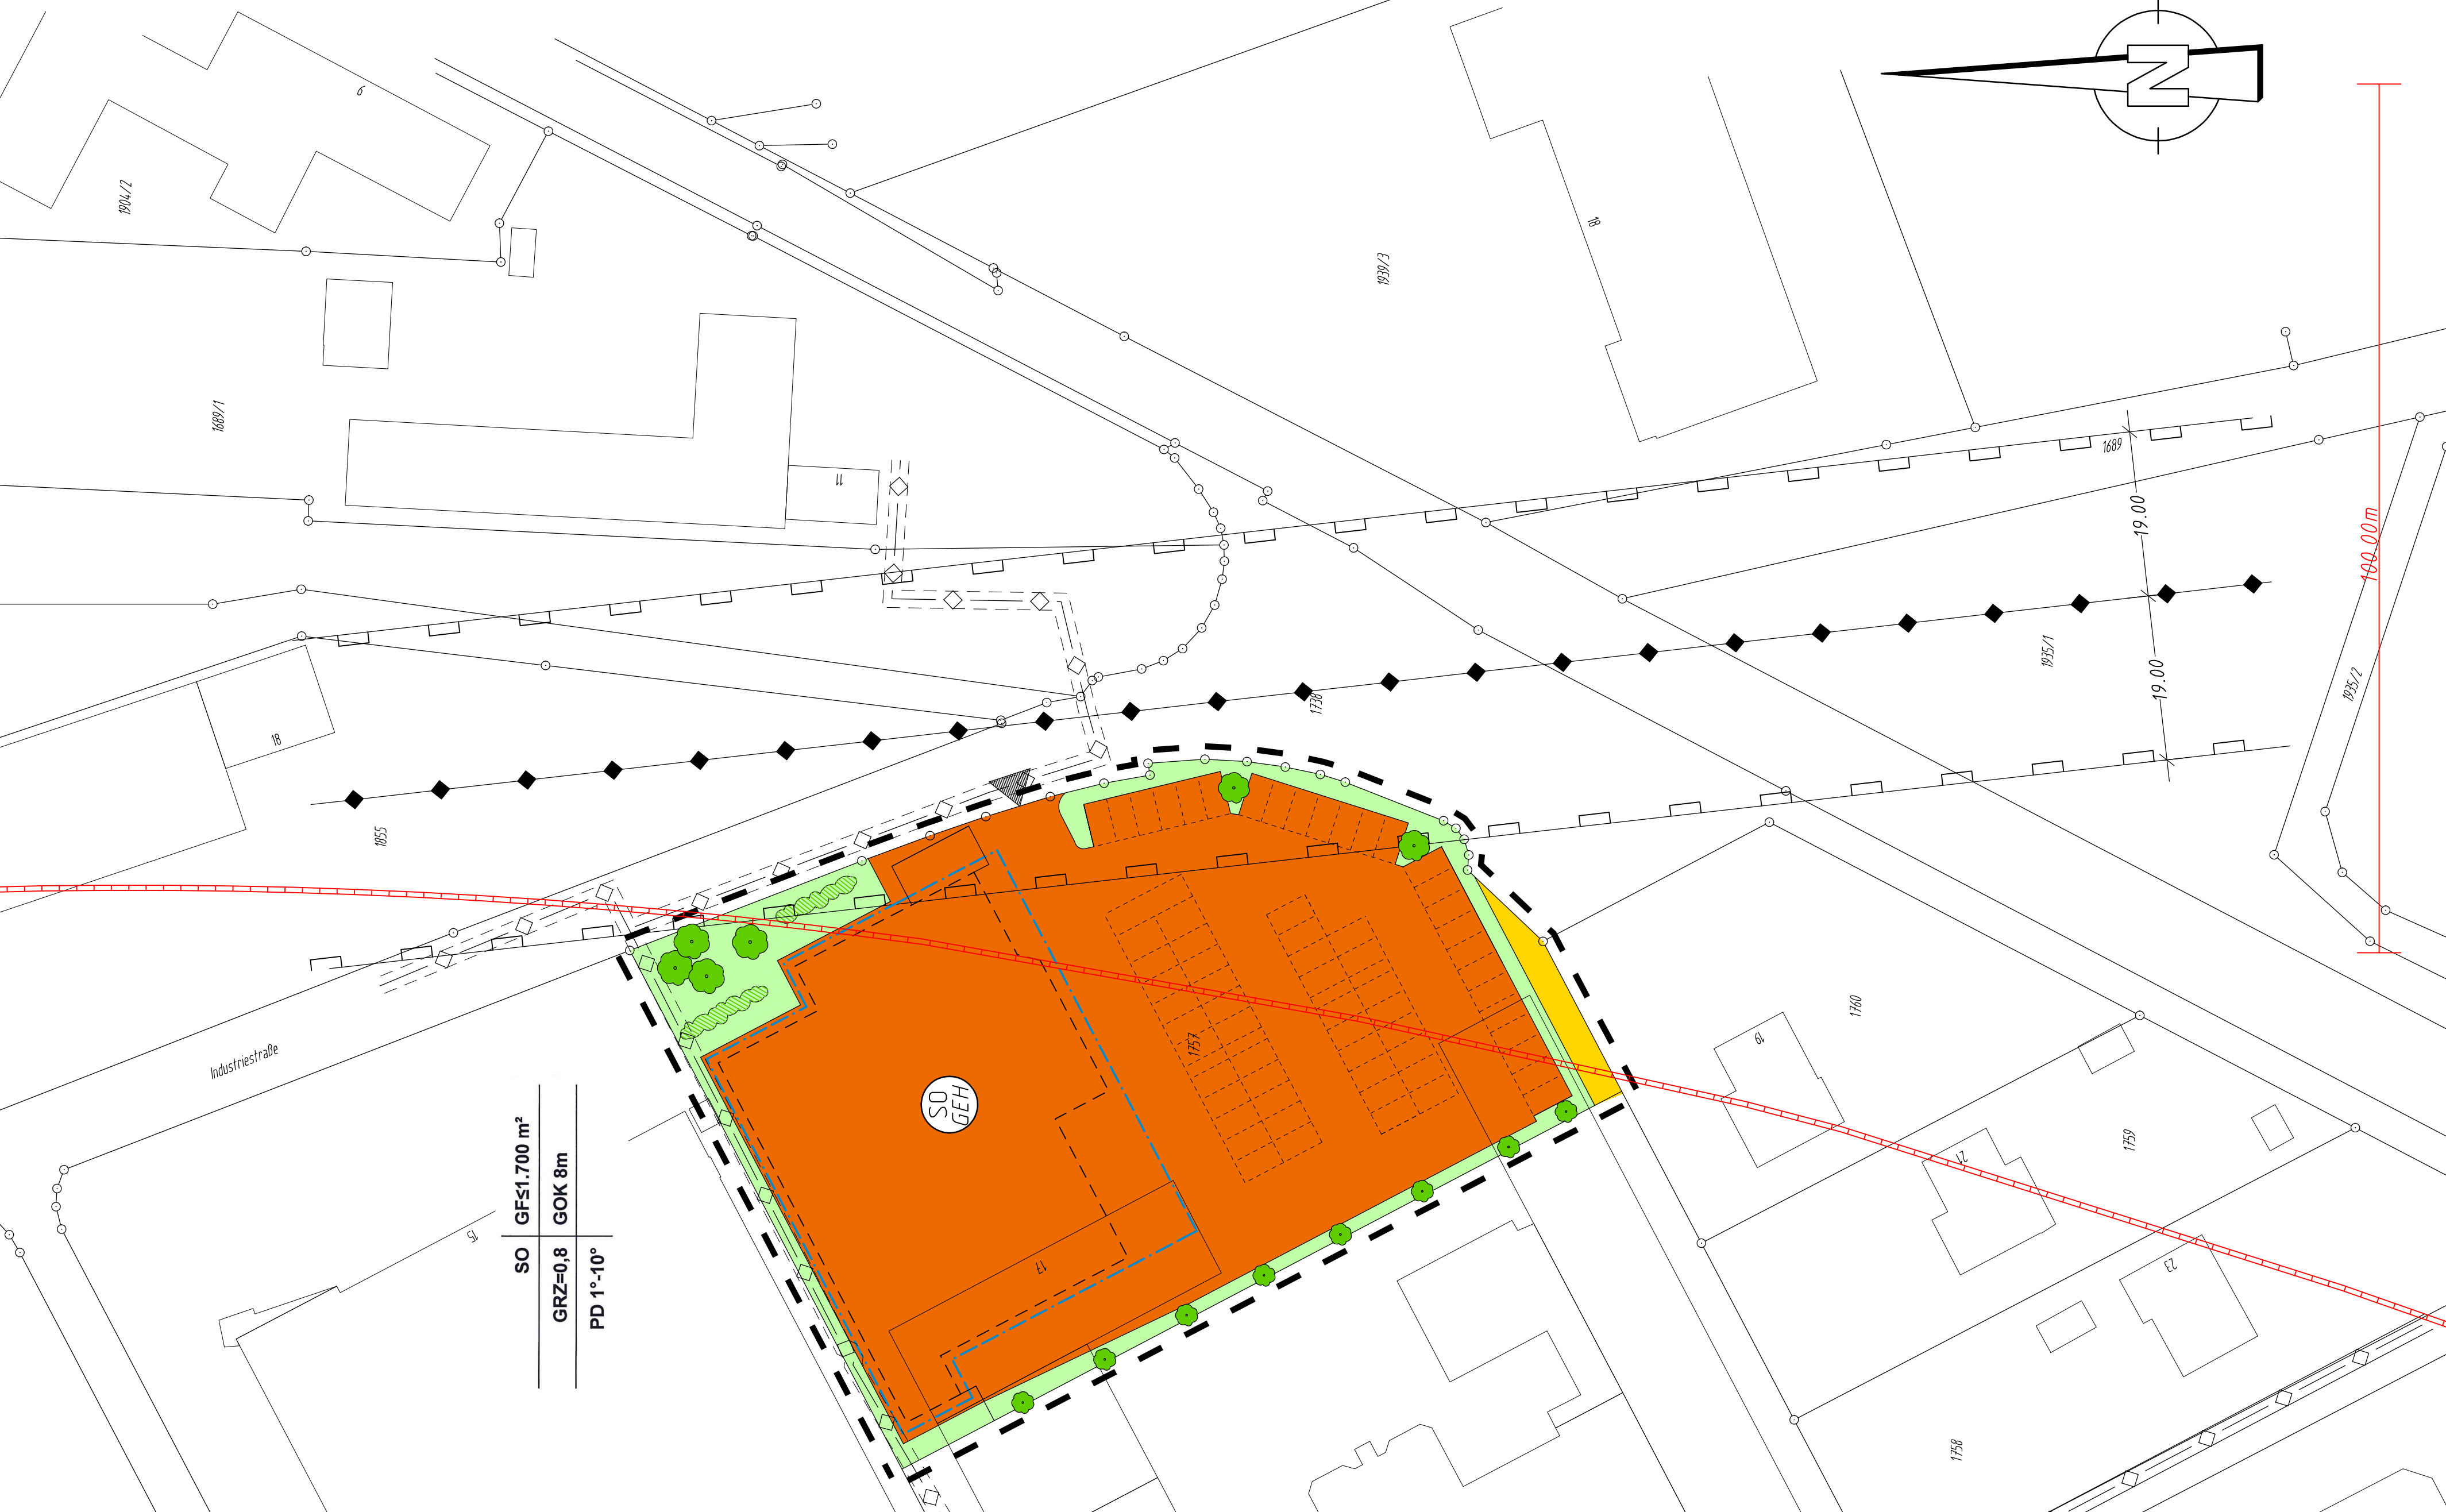 N
6
1904/2
18
1939/3
1689/1
11
1689
19.00
100.00m
1935/1
19.00
1935/2
1738
18
1855
1760
19
Industriestraße
1757
SO
GEH
SO GF≤1.700 m²
GRZ=0,8 GOK 8m
PD 1°-10°
1759
21
15
17
23
1758